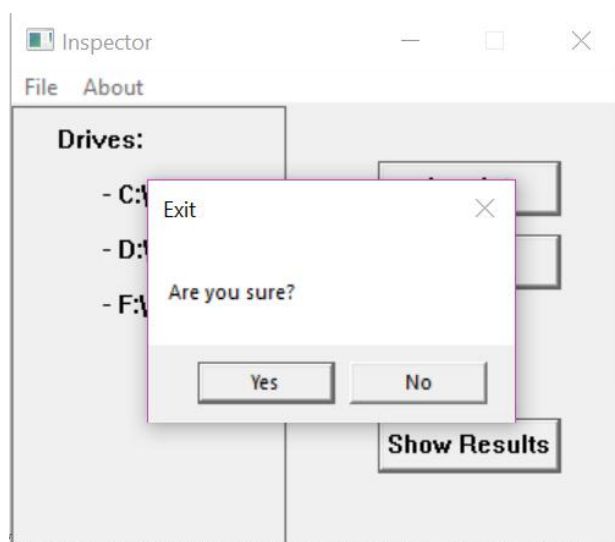 Inspector
File About
Drives:
- C:\
- D:\
- F:\
Exit
Are you sure?
Yes No
Show Results